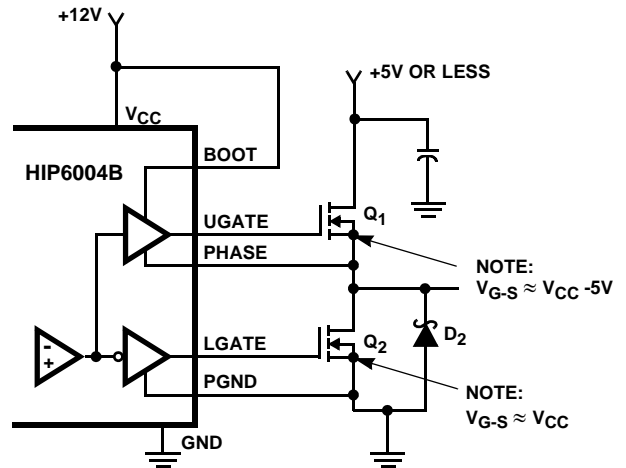 +12V
+5V OR LESS
VCC
BOOT
HIP6004B
UGATE
Q1
PHASE
NOTE:
VG-S ≈ VCC -5V
D2
LGATE
Q2
- +
PGND
NOTE:
VG-S ≈ VCC
GND